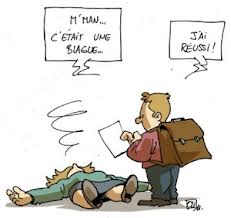 M'MAN...
C'ÉTAIT UNE
BLAGUE...
J'AI
RÉUSSI !